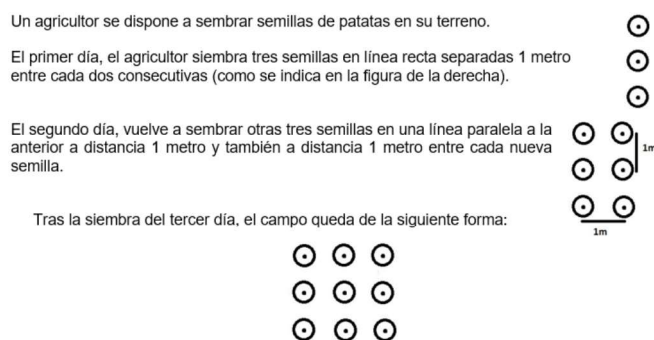 Un agricultor se dispone a sembrar semillas de patatas en su terreno.
El primer día, el agricultor siembra tres semillas en línea recta separadas 1 metro
entre cada dos consecutivas (como se indica en la figura de la derecha).
El segundo día, vuelve a sembrar otras tres semillas en una línea paralela a la
anterior a distancia 1 metro y también a distancia 1 metro entre cada nueva
semilla.
1m
1m
Tras la siembra del tercer día, el campo queda de la siguiente forma: